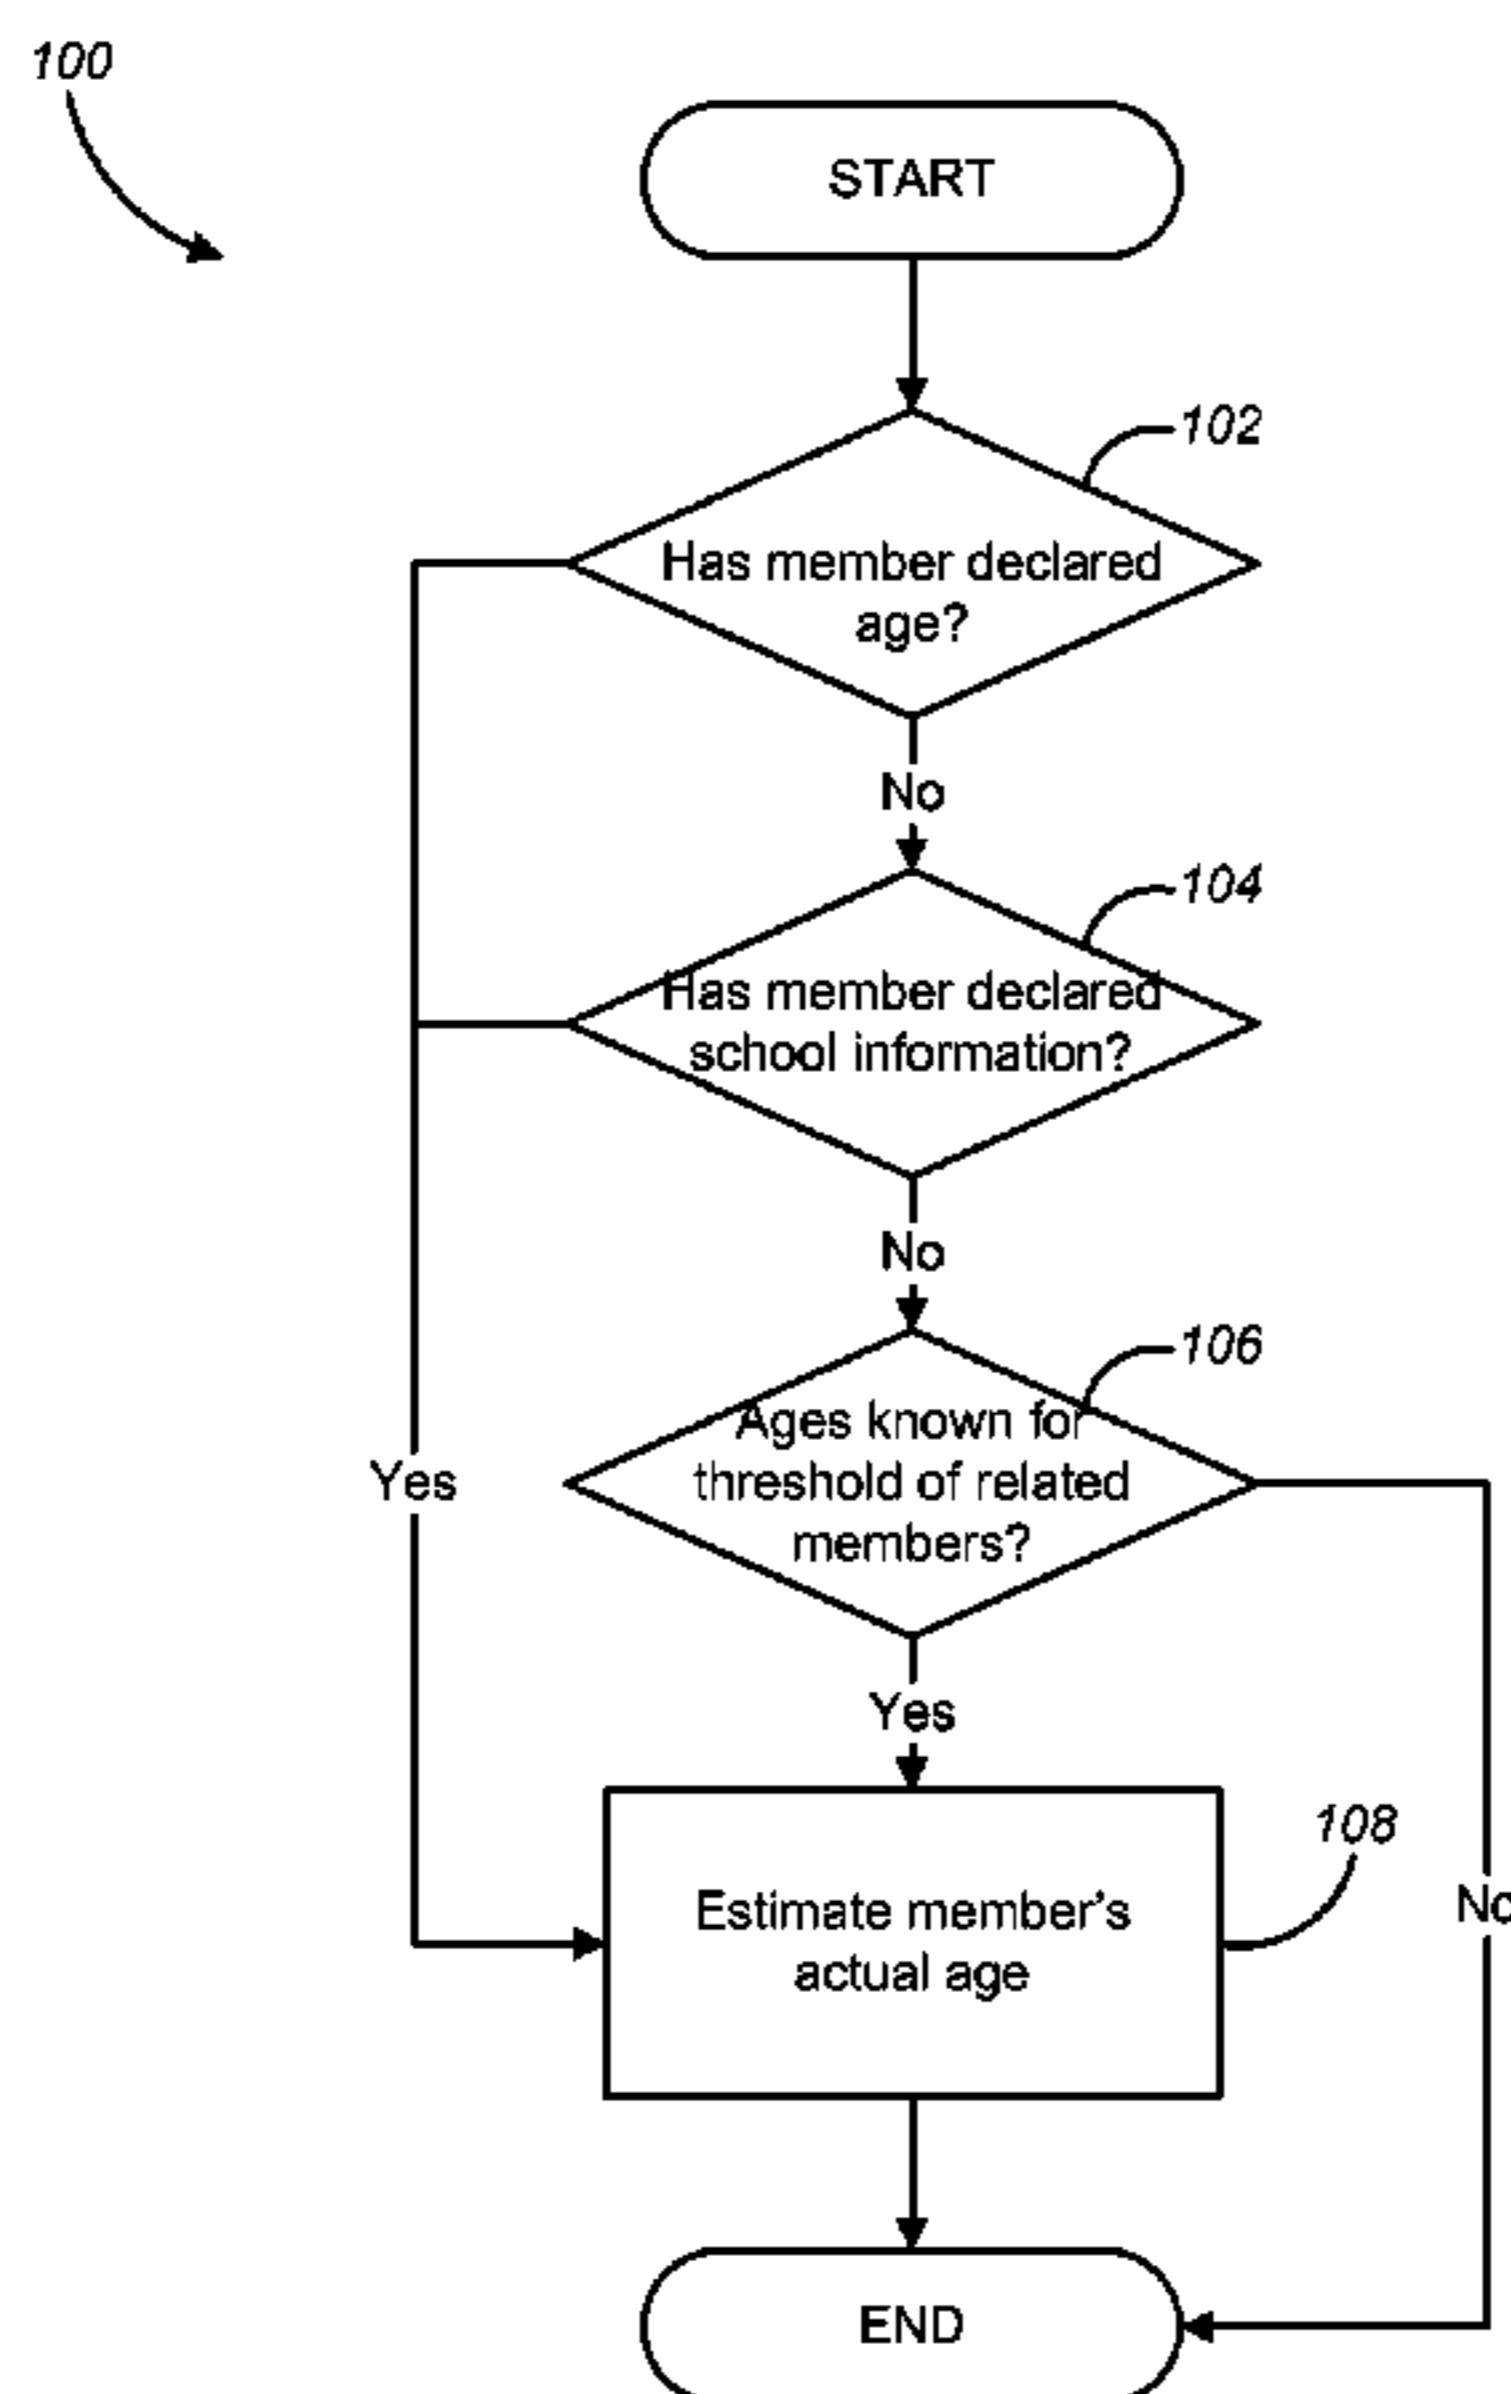 100
START
102
Has member declared
age?
No
104
Has member declared
school information?
No
106
Ages known for
threshold of related
members?
Yes
Yes
108
Estimate member's
actual age
No
END